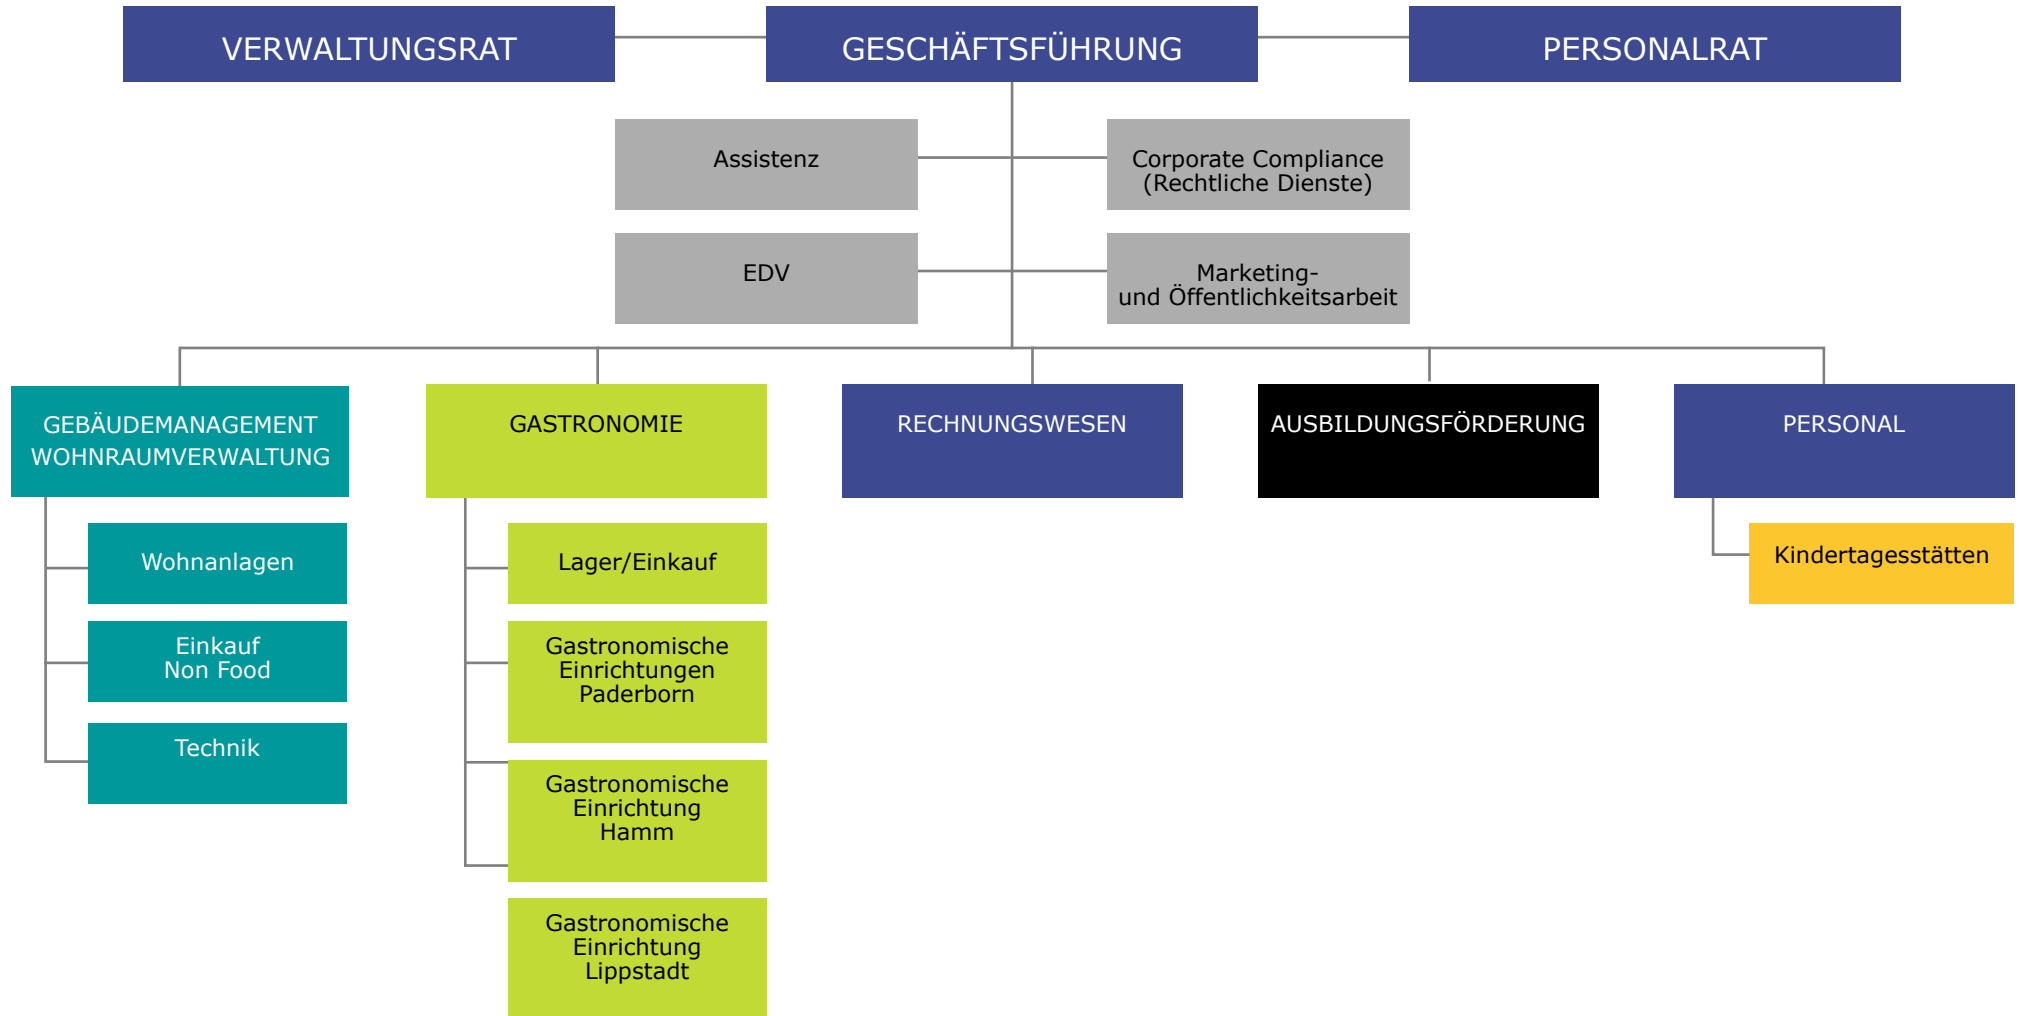 VERWALTUNGSRAT
GESCHÄFTSFÜHRUNG
PERSONALRAT
Assistenz
Corporate Compliance
(Rechtliche Dienste)
EDV
Marketing-
und Öffentlichkeitsarbeit
GEBÄUDEMANAGEMENT
WOHNRAUMVERWALTUNG
GASTRONOMIE
RECHNUNGSWESEN
AUSBILDUNGSFÖRDERUNG
PERSONAL
Wohnanlagen
Einkauf
Non Food
Technik
Lager/Einkauf
Gastronomische
Einrichtungen
Paderborn
Gastronomische
Einrichtung
Hamm
Gastronomische
Einrichtung
Lippstadt
Kindertagesstätten